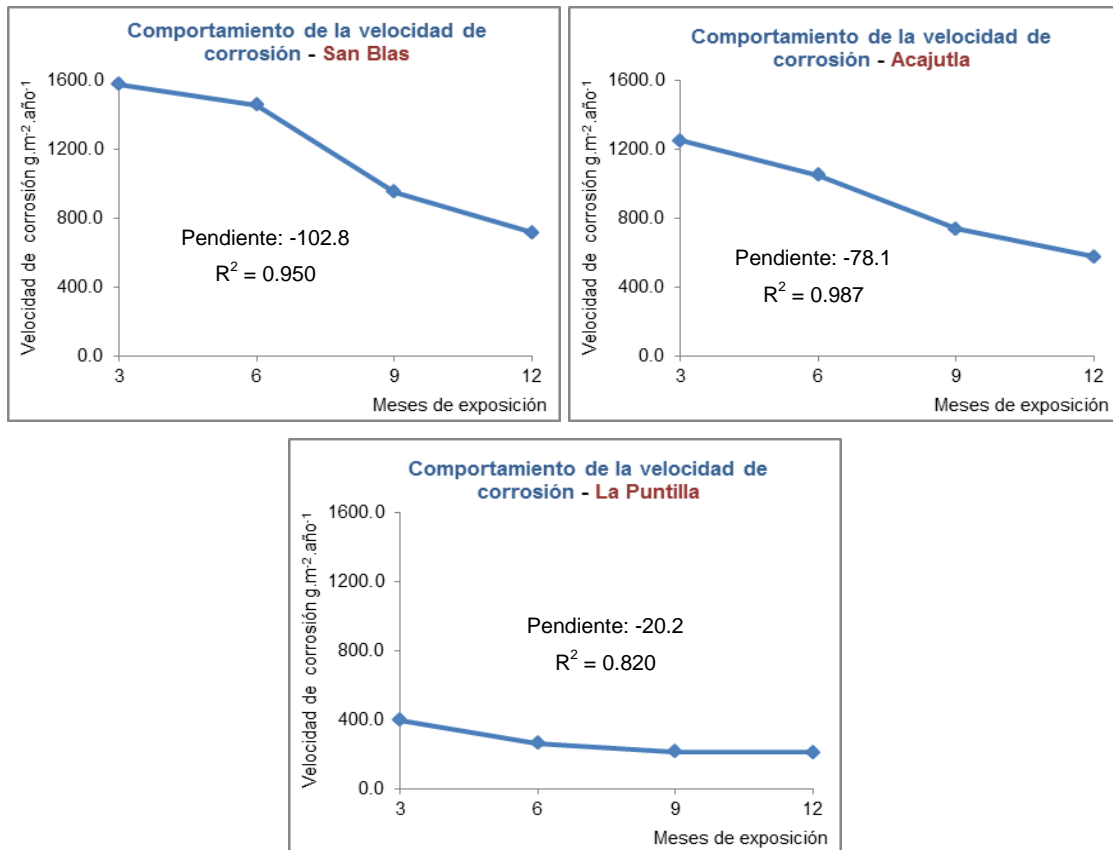 Comportamiento de la velocidad de
corrosión - San Blas
Velocidad de corrosión g.m-2.año-1
1600.0
1200.0
800.0
400.0
0.0
Pendiente: -102.8
R2 = 0.950
3 6 9 12
Meses de exposición
Comportamiento de la velocidad de
corrosión - Acajutla
Velocidad de corrosión g.m-2.año-1
1600.0
1200.0
800.0
400.0
0.0
Pendiente: -78.1
R2 = 0.987
3 6 9 12
Meses de exposición
Comportamiento de la velocidad de
corrosión - La Puntilla
Velocidad de corrosión g.m-2.año-1
1600.0
1200.0
800.0
400.0
0.0
Pendiente: -20.2
R2 = 0.820
3 6 9 12
Meses de exposición